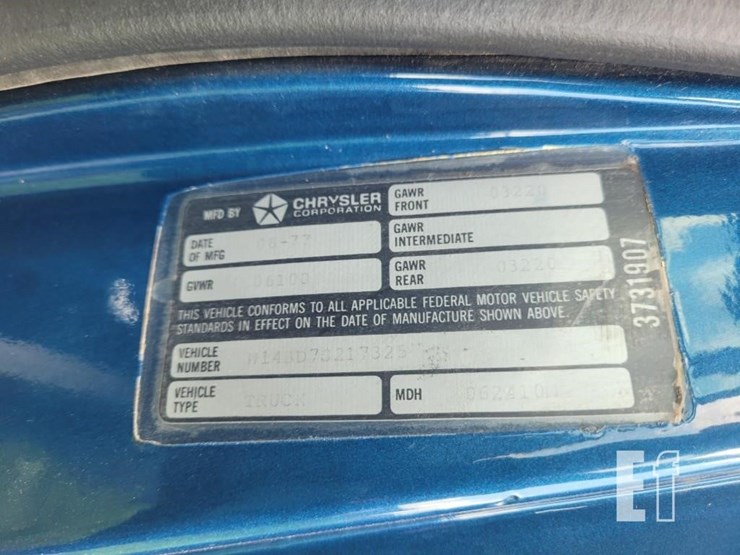 MFD BY CHRYSLER CORPORATION
GAWR FRONT 03220
DATE OF MFG 06-77
GAWR INTERMEDIATE
GVWR 06100
GAWR REAR 03220
THIS VEHICLE CONFORMS TO ALL APPLICABLE FEDERAL MOTOR VEHICLE SAFETY
STANDARDS IN EFFECT ON THE DATE OF MANUFACTURE SHOWN ABOVE.
VEHICLE NUMBER
VEHICLE TYPE TRUCK
MDH
3731907